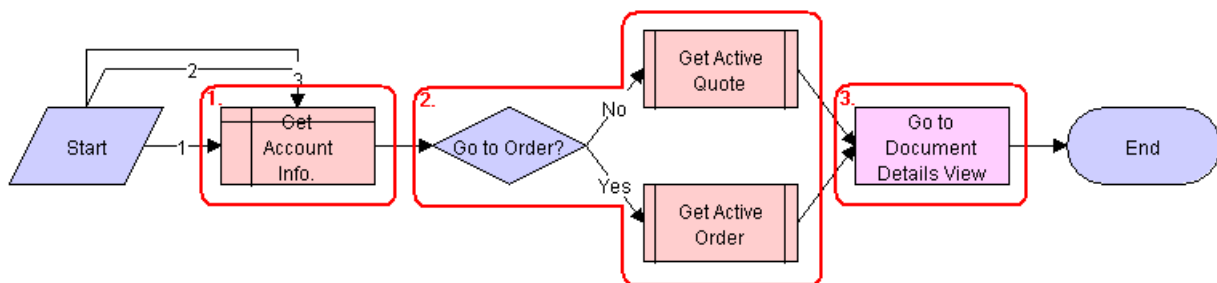 Start
1
2
3
1.
Get
Account
Info.
2.
Go to Order?
No
Yes
Get Active
Quote
Get Active
Order
3.
Go to
Document
Details View
End